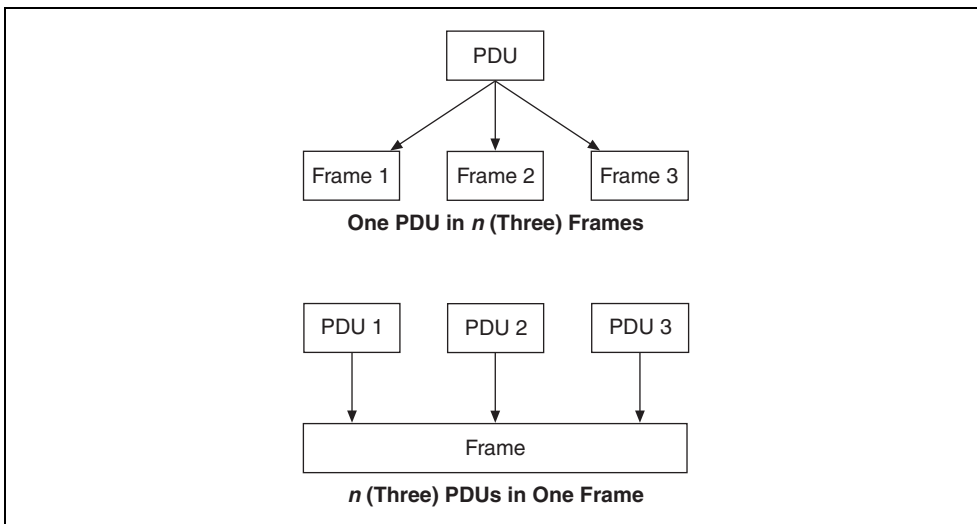 PDU
Frame 1 Frame 2 Frame 3
One PDU in n (Three) Frames
PDU 1 PDU 2 PDU 3
Frame
n (Three) PDUs in One Frame